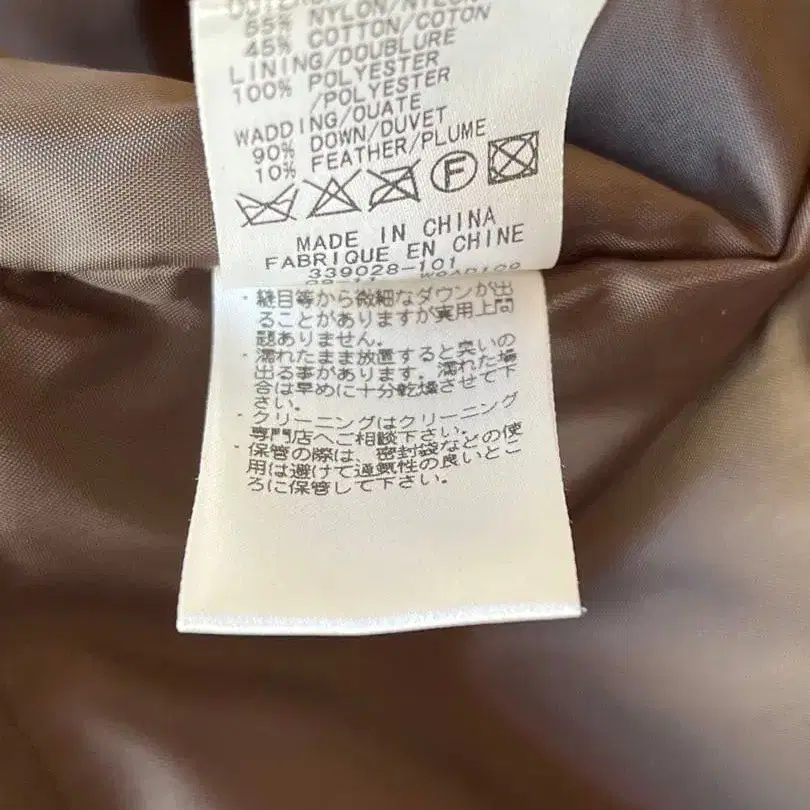 55% NYLON/NYLON
45% COTTON/COTON
LINING/DOUBLURE
100% POLYESTER
/POLYESTER
WADDING/OUATE
90% DOWN/DUVET
10% FEATHER/PLUME
F
MADE IN CHINA
FABRIQUE EN CHINE
339028-101
・縫目等から微細なダウンが出
ることがありますが実用上問
題ありません。
・濡れたまま放置すると臭いの
出る事があります。濡れた場
合は早めに十分乾燥させて下
さい。
・クリーニングはクリーニング
専門店へご相談下さい。
・保管の際は、密封袋などの使
用は避けて通気性の良いとこ
ろに保管して下さい。